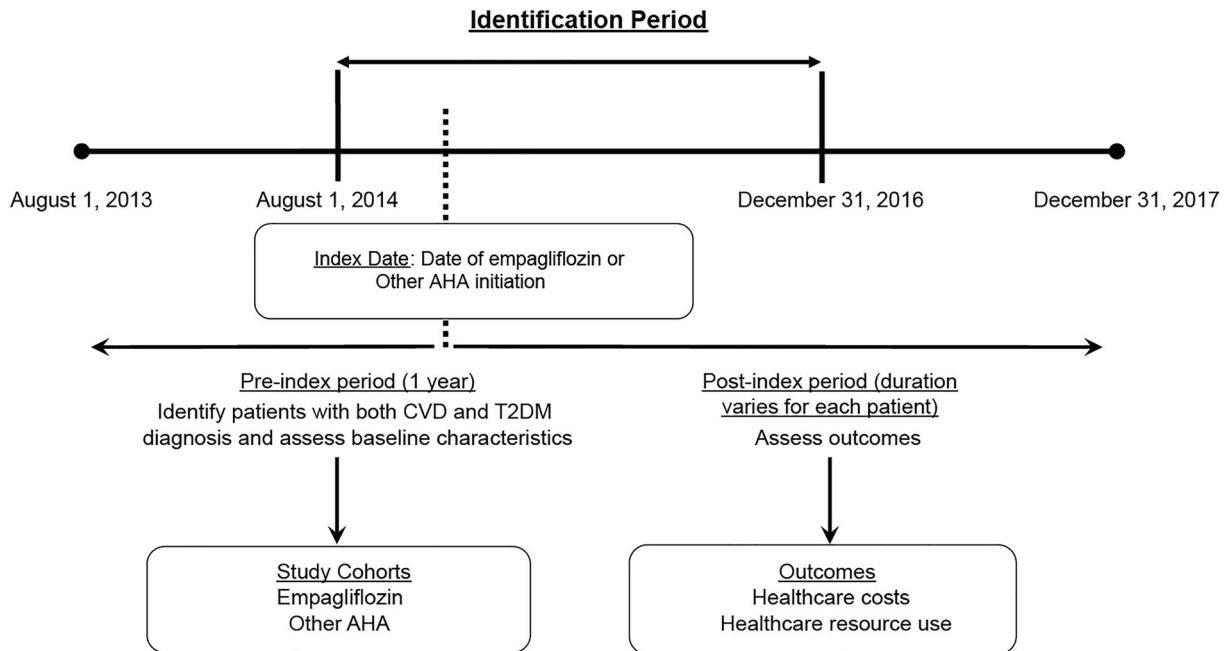 Identification Period
August 1, 2013
August 1, 2014
December 31, 2016
December 31, 2017
Index Date: Date of empagliflozin or
Other AHA initiation
Pre-index period (1 year)
Identify patients with both CVD and T2DM
diagnosis and assess baseline characteristics
Post-index period (duration
varies for each patient)
Assess outcomes
Study Cohorts
Empagliflozin
Other AHA
Outcomes
Healthcare costs
Healthcare resource use